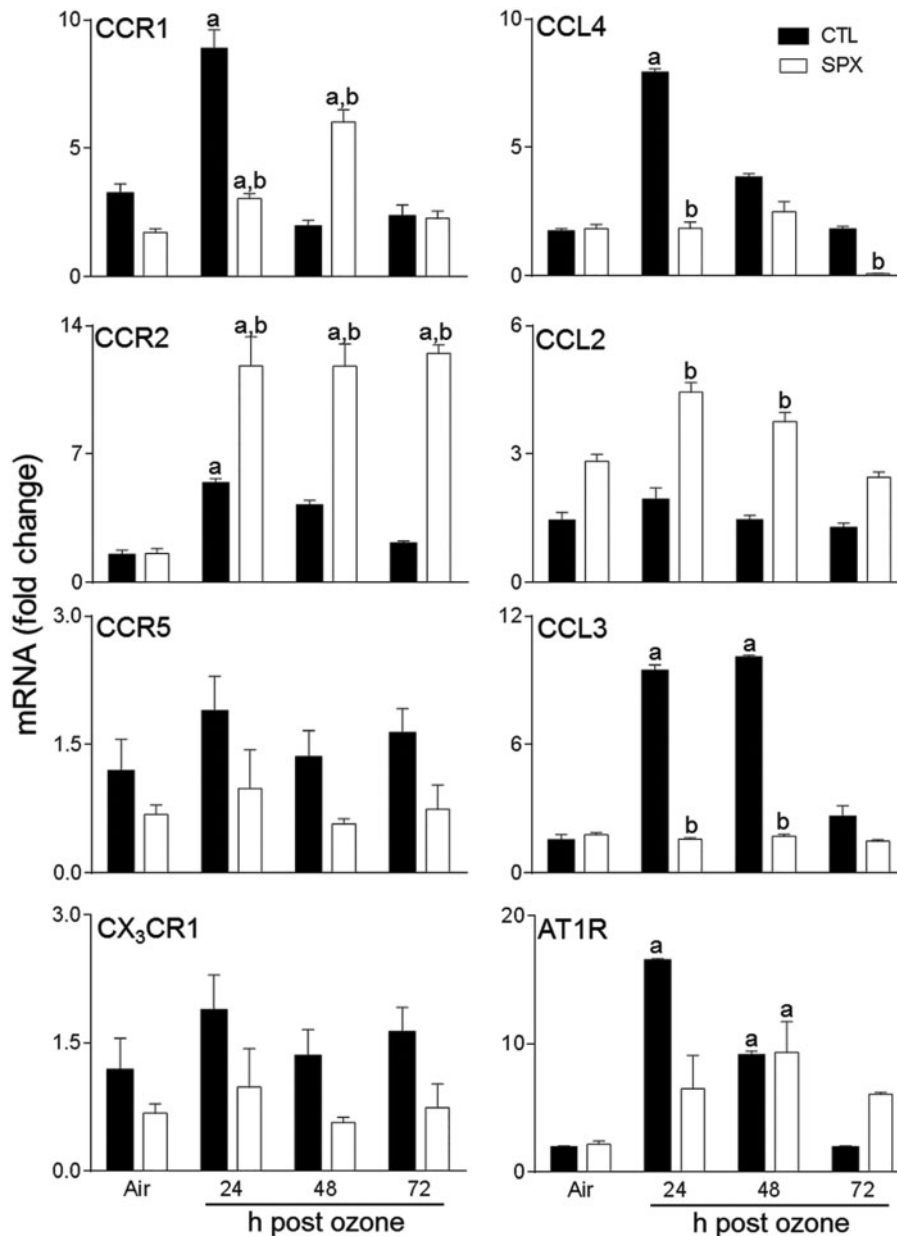 mRNA (fold change)
CCR1
10
5
0
a
a,b
a,b
CCL4
CTL
SPX
10
5
0
a
b
b
CCR2
14
7
0
a
a,b
a,b
a,b
CCL2
6
3
0
b
b
CCR5
3.0
1.5
0.0
CCL3
12
6
0
a
b
a
b
CX₃CR1
3.0
1.5
0.0
Air
24
48
72
h post ozone
AT1R
20
10
0
a
a
a
Air
24
48
72
h post ozone